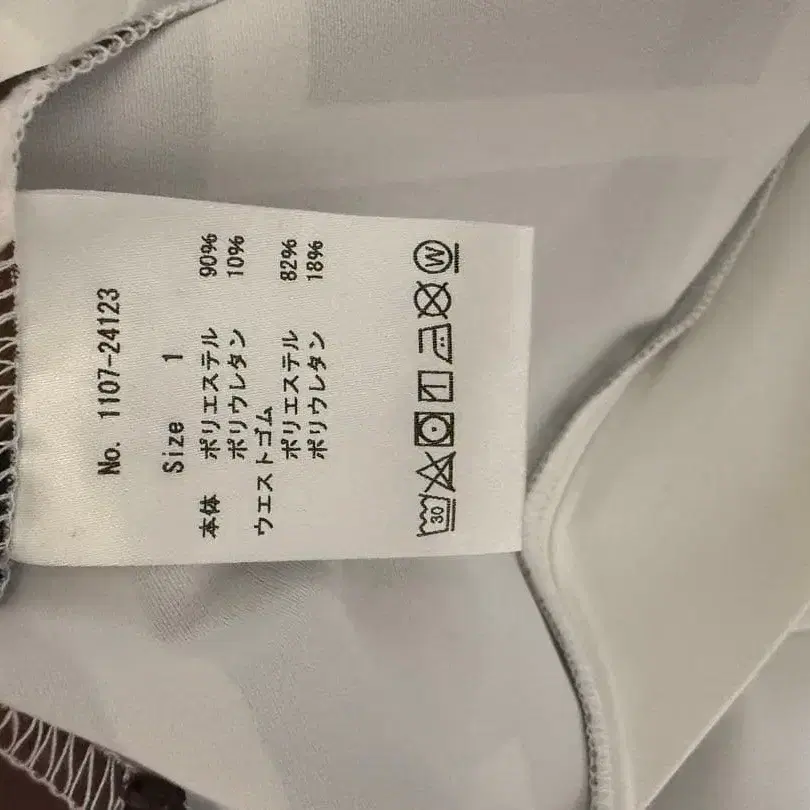 No. 1107-24123
Size 1
本体 ポリエステル 90%
ポリウレタン 10%
ウエストゴム
ポリエステル 82%
ポリウレタン 18%
30 W